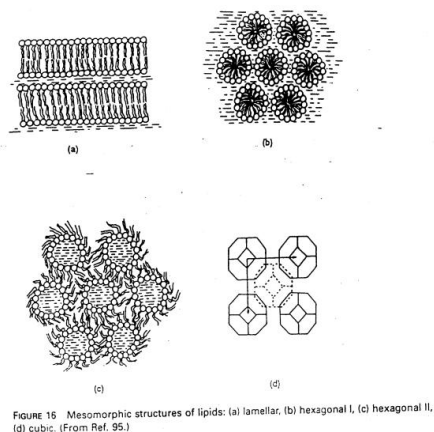 (a)
(b)
(c)
(d)
FIGURE 16 Mesomorphic structures of lipids: (a) lamellar, (b) hexagonal I, (c) hexagonal II,
(d) cubic. (From Ref. 95.)